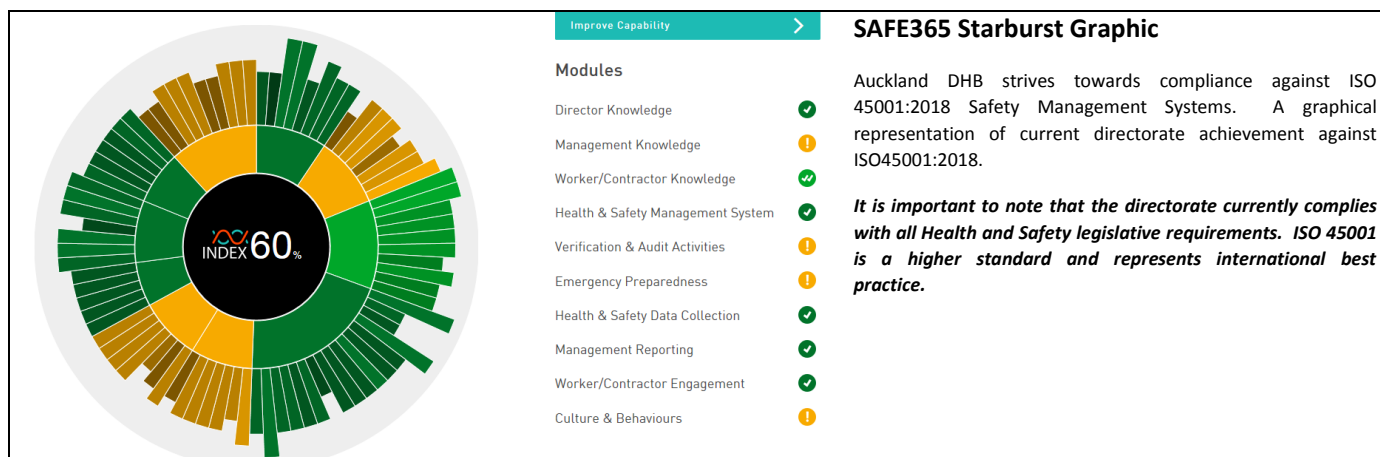 INDEX 60%
Improve Capability
Modules
Director Knowledge
Management Knowledge
Worker/Contractor Knowledge
Health & Safety Management System
Verification & Audit Activities
Emergency Preparedness
Health & Safety Data Collection
Management Reporting
Worker/Contractor Engagement
Culture & Behaviours
SAFE365 Starburst Graphic
Auckland DHB strives towards compliance against ISO
45001:2018 Safety Management Systems. A graphical
representation of current directorate achievement against
ISO45001:2018.
It is important to note that the directorate currently complies
with all Health and Safety legislative requirements. ISO 45001
is a higher standard and represents international best
practice.